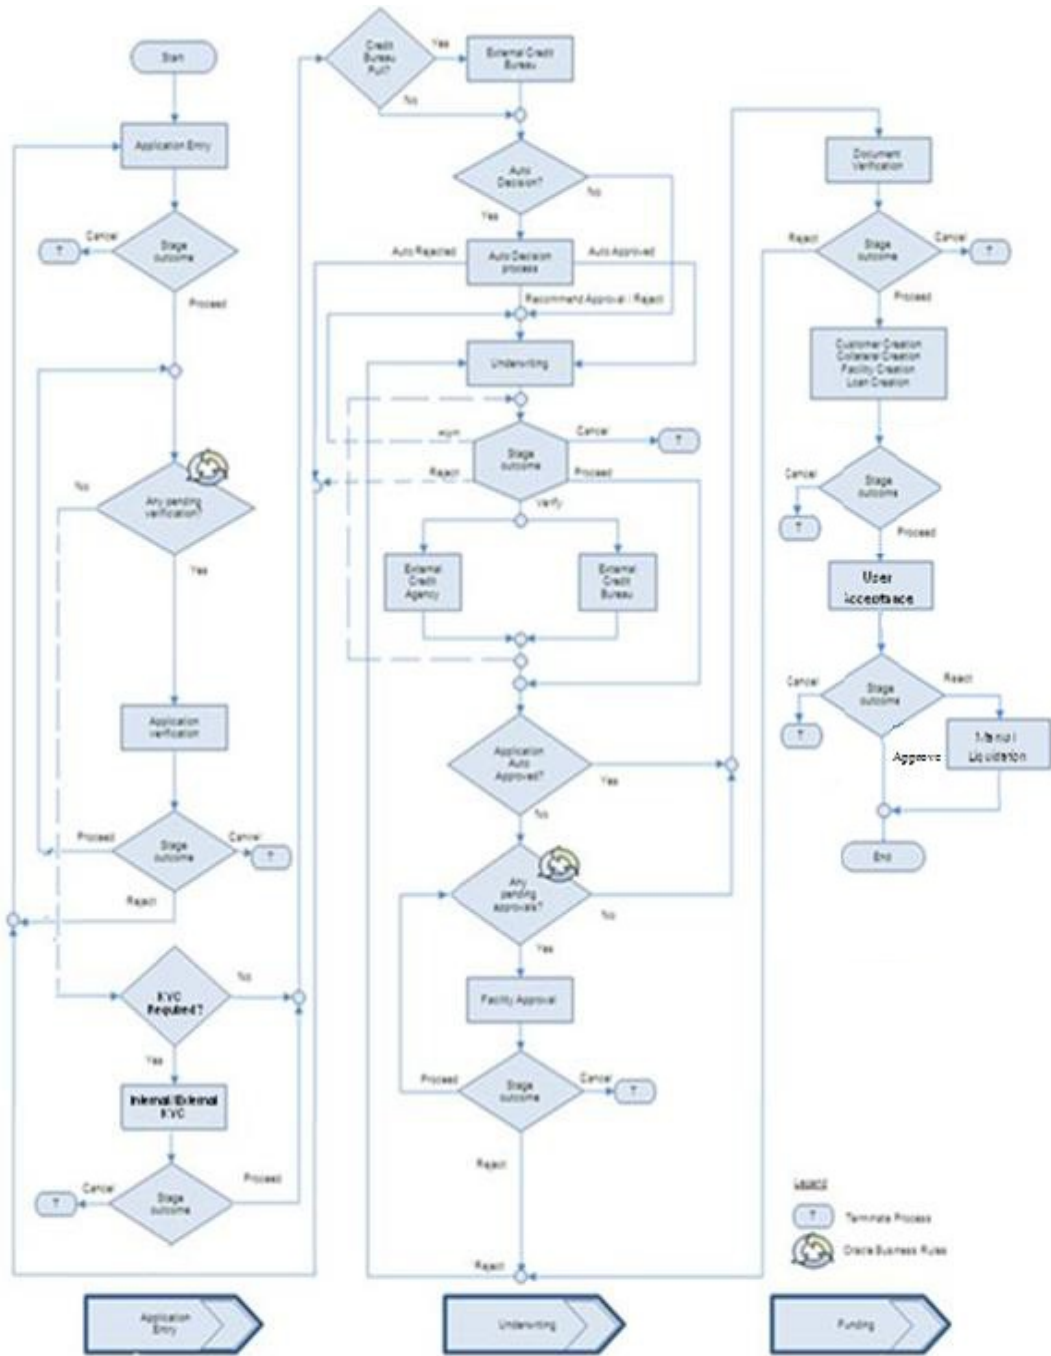 Start
Application Entry
Cancel
T
Stage
outcome
Proceed
No
Any pending
verification?
Yes
Application
verification
Proceed
Stage
outcome
Cancel
T
Reject
KYC
Required?
No
Yes
Internal/External
KYC
Cancel
T
Stage
outcome
Proceed
Application
Entry
Credit
Bureau
Pull?
Yes
External Credit
Bureau
No
Auto
Decision?
No
Yes
Auto Rejected
Auto Decision
process
Auto Approved
Recommend Approval / Reject
Underwriting
Cancel
T
Reject
Stage
outcome
Proceed
Verify
External
Credit
Agency
External
Credit
Bureau
Application
Auto
Approved?
Yes
No
Any
pending
approvals?
No
Yes
Facility Approval
Proceed
Stage
outcome
Cancel
T
Reject
Reject
Underwriting
Document
Verification
Reject
Stage
outcome
Cancel
T
Proceed
Customer Creation
Collateral Creation
Facility Creation
Loan Creation
Cancel
T
Stage
outcome
Proceed
User
Acceptance
Cancel
T
Stage
outcome
Reject
Approve
Manual
Liquidation
End
Legend
T
Terminate Process
Oracle Business Rules
Funding